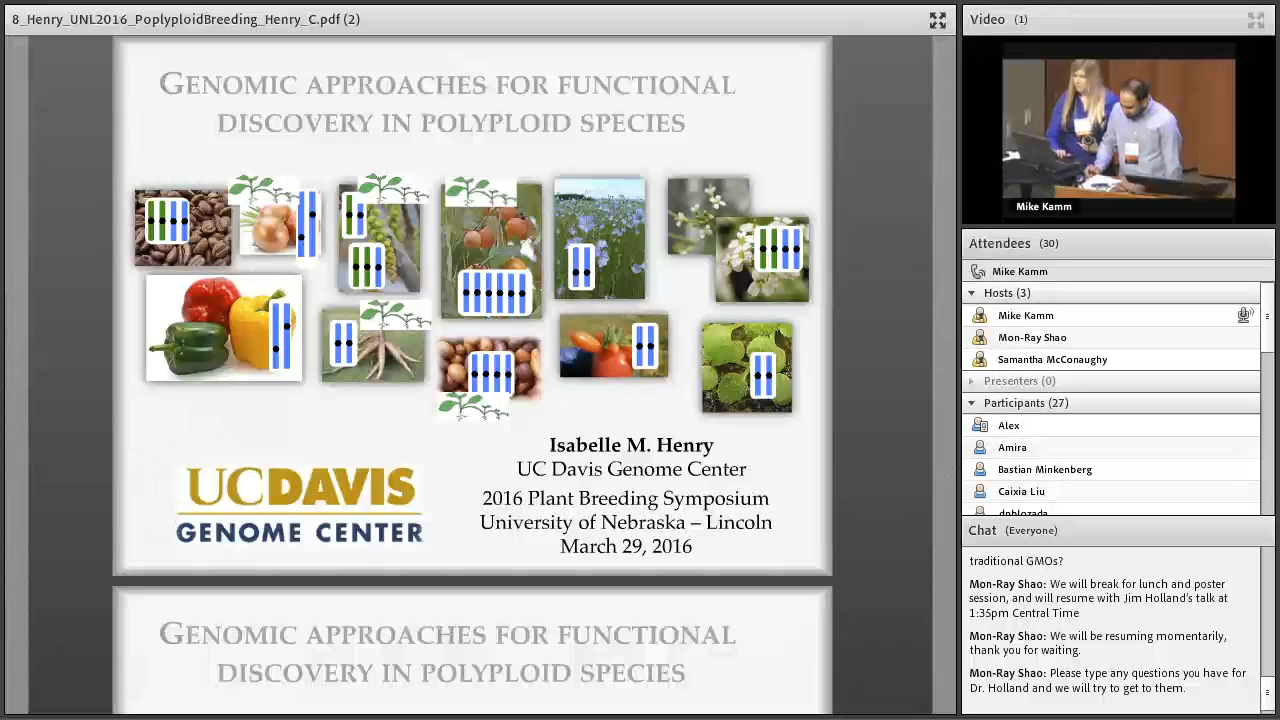 8_Henry_UNL2016_PoplyploidBreeding_Henry_C.pdf (2)
GENOMIC APPROACHES FOR FUNCTIONAL
DISCOVERY IN POLYPLOID SPECIES
Isabelle M. Henry
UC Davis Genome Center
2016 Plant Breeding Symposium
University of Nebraska – Lincoln
March 29, 2016
UCDAVIS
GENOME CENTER
GENOMIC APPROACHES FOR FUNCTIONAL
DISCOVERY IN POLYPLOID SPECIES
Video (1)
Mike Kamm
Attendees (30)
Mike Kamm
Hosts (3)
Mike Kamm
Mon-Ray Shao
Samantha McConaughy
Presenters (0)
Participants (27)
Alex
Amira
Bastian Minkenberg
Caixia Liu
Chat (Everyone)
traditional GMOs?
Mon-Ray Shao: We will break for lunch and poster
session, and will resume with Jim Holland's talk at
1:35pm Central Time
Mon-Ray Shao: We will be resuming momentarily,
thank you for waiting.
Mon-Ray Shao: Please type any questions you have for
Dr. Holland and we will try to get to them.